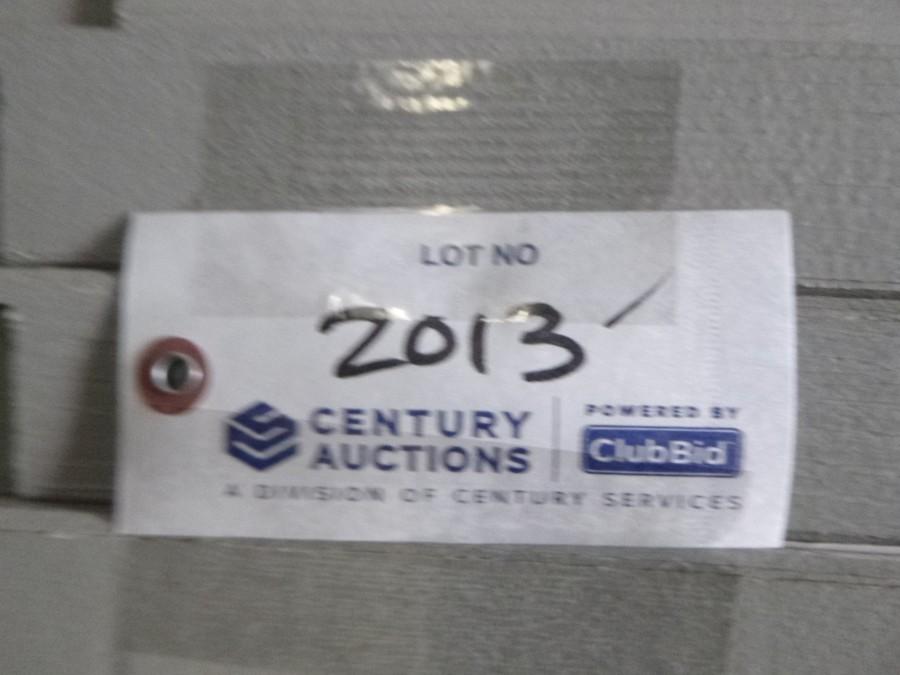 LOT NO
2013
CENTURY
AUCTIONS
POWERED BY
ClubBid
A DIVISION OF CENTURY SERVICES